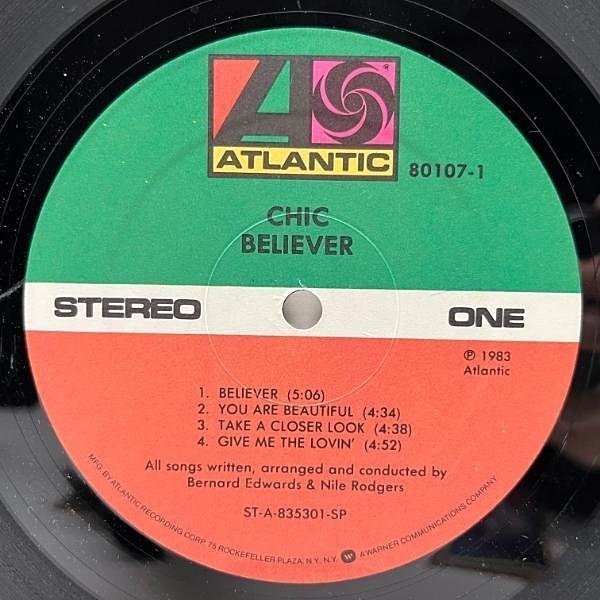 ATLANTIC
®
80107-1
CHIC
BELIEVER
STEREO
ONE
℗ 1983
Atlantic
1. BELIEVER (5:06)
2. YOU ARE BEAUTIFUL (4:34)
3. TAKE A CLOSER LOOK (4:38)
4. GIVE ME THE LOVIN' (4:52)
All songs written, arranged and conducted by
Bernard Edwards & Nile Rodgers
ST-A-835301-SP
MFG. BY ATLANTIC RECORDING CORP. 75 ROCKEFELLER PLAZA, N.Y. N.Y. W A WARNER COMMUNICATIONS COMPANY